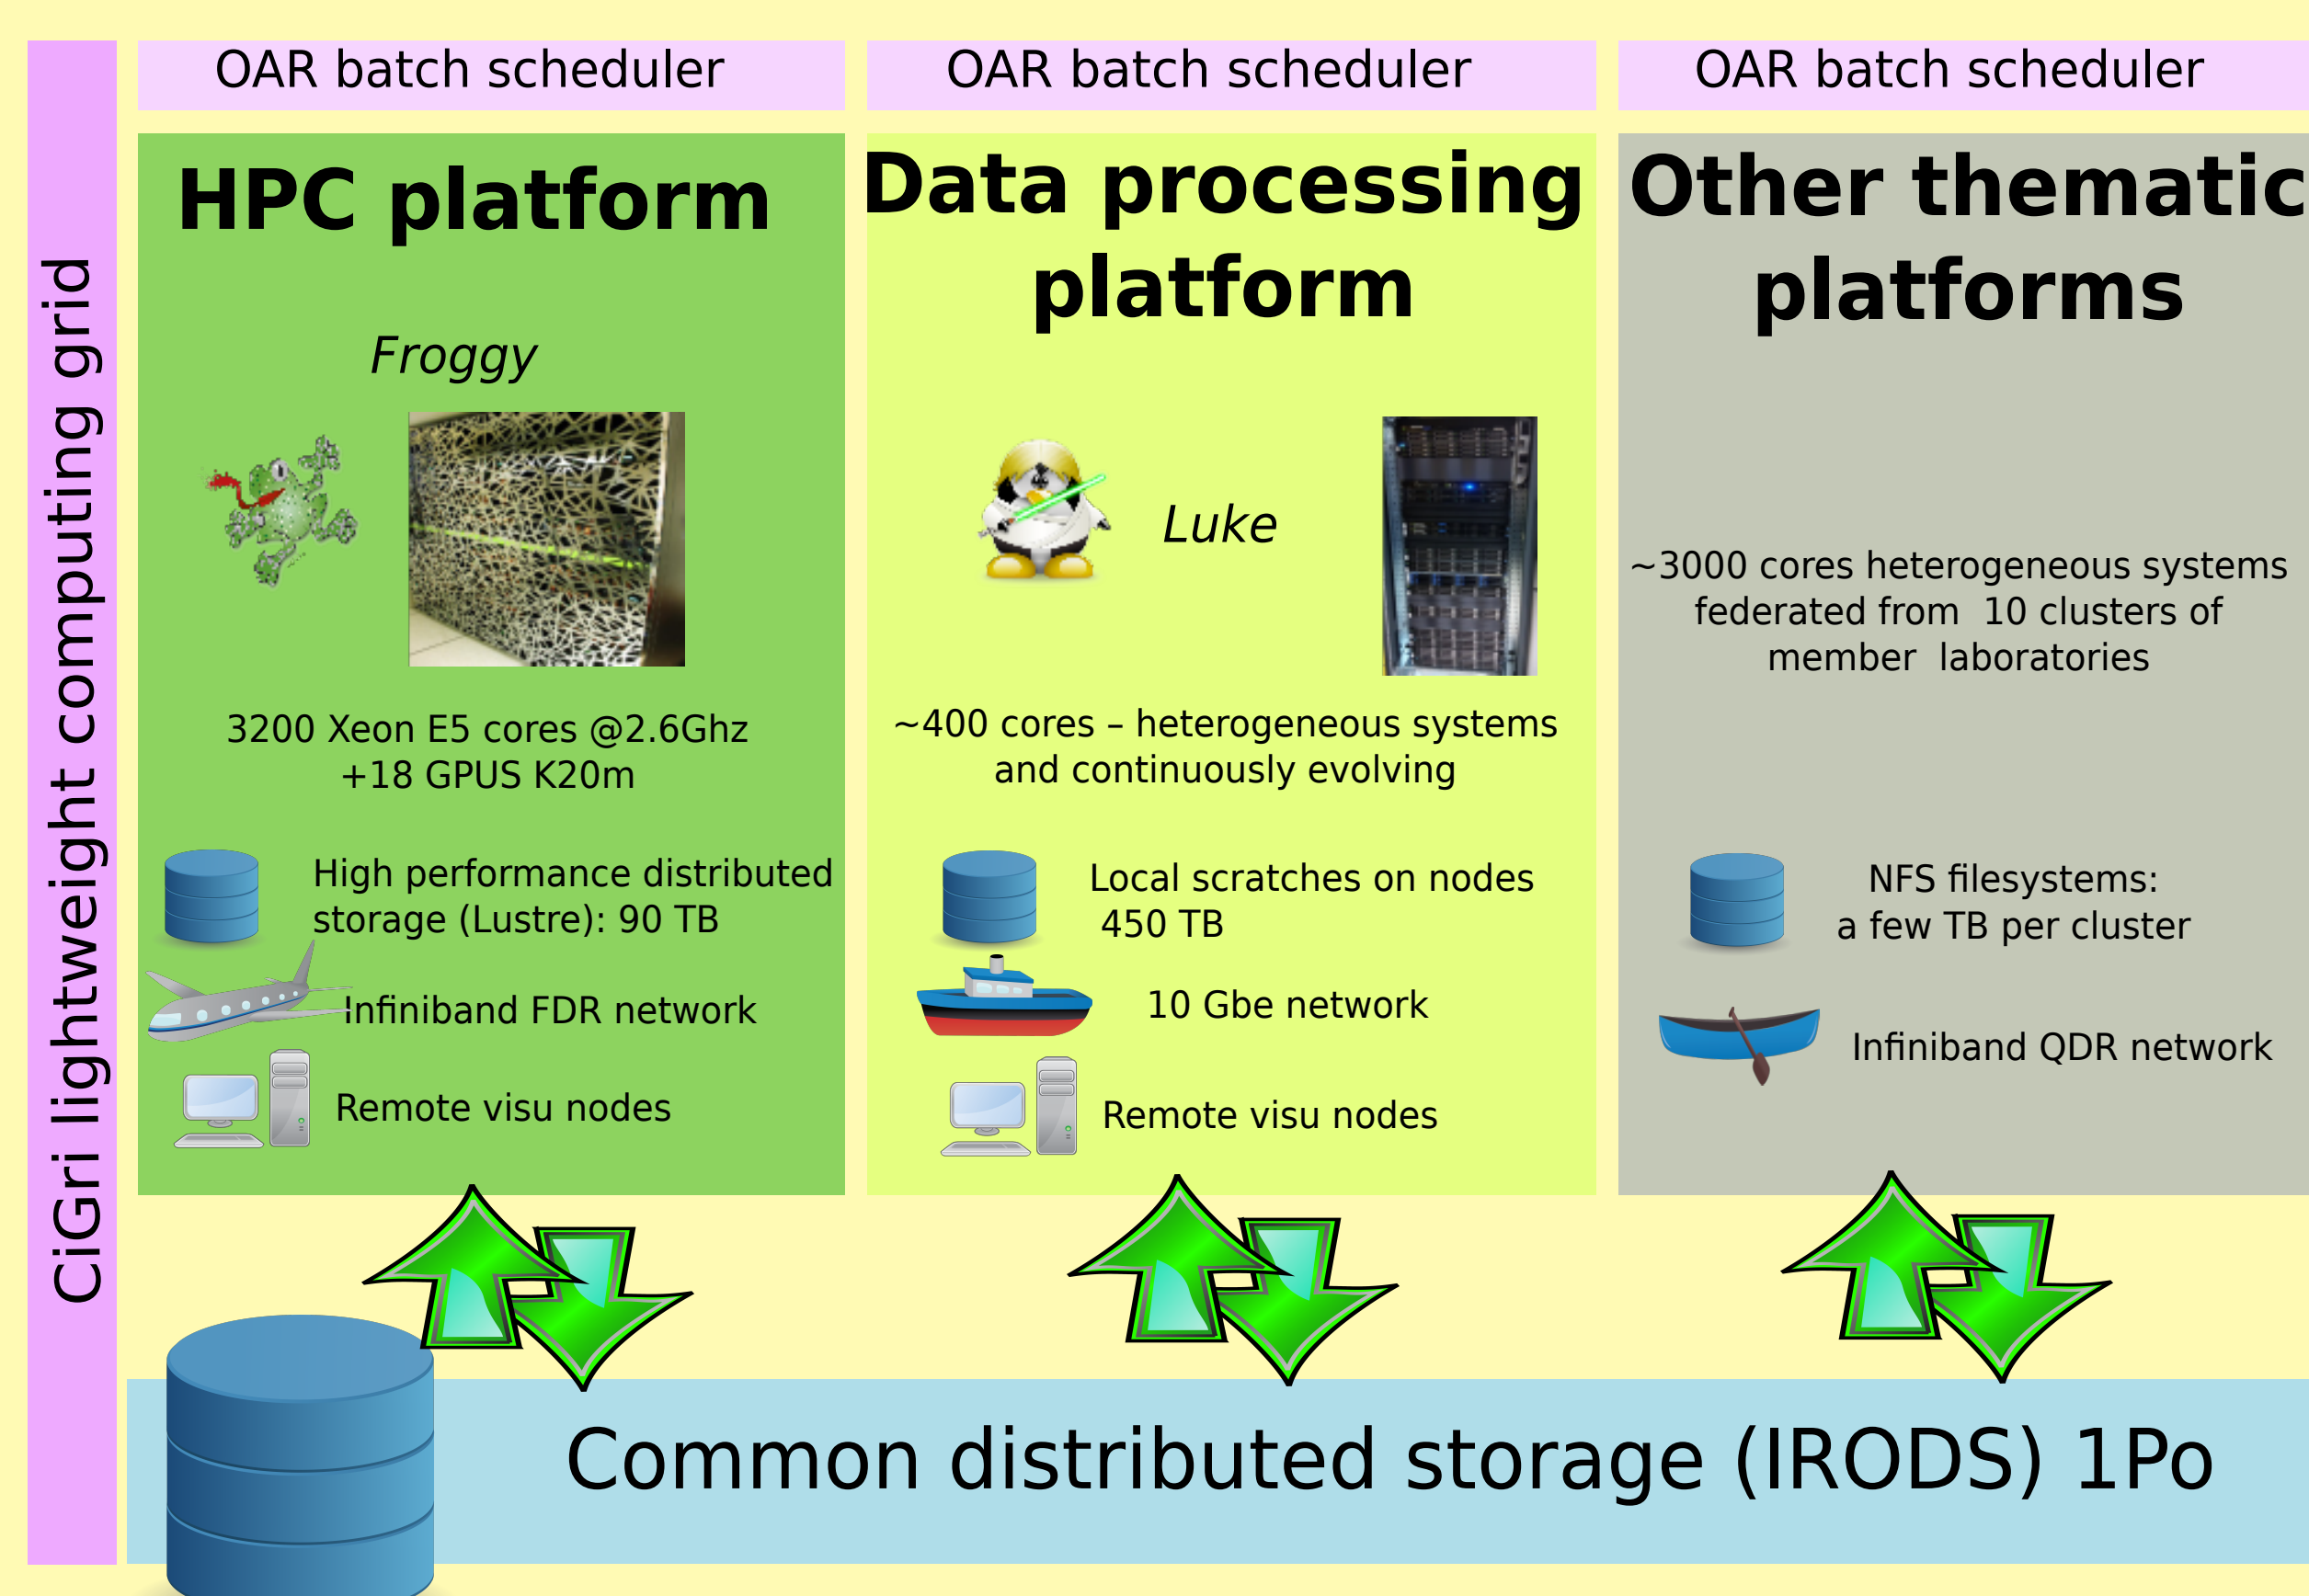 CiGri lightweight computing grid
OAR batch scheduler
HPC platform
Froggy
3200 Xeon E5 cores @2.6Ghz
+18 GPUS K20m
High performance distributed
storage (Lustre): 90 TB
Infiniband FDR network
Remote visu nodes
OAR batch scheduler
Data processing
platform
Luke
~400 cores – heterogeneous systems
and continuously evolving
Local scratches on nodes
450 TB
10 Gbe network
Remote visu nodes
OAR batch scheduler
Other thematic
platforms
~3000 cores heterogeneous systems
federated from 10 clusters of
member laboratories
NFS filesystems:
a few TB per cluster
Infiniband QDR network
Common distributed storage (IRODS) 1Po